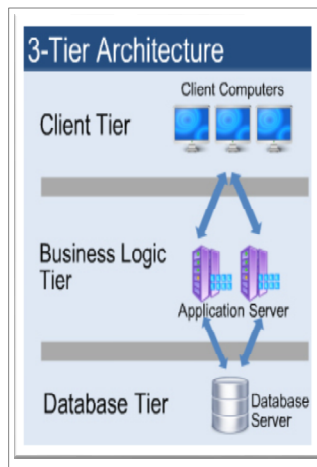 3-Tier Architecture
Client Computers
Client Tier
Business Logic
Tier
Application Server
Database Tier
Database
Server